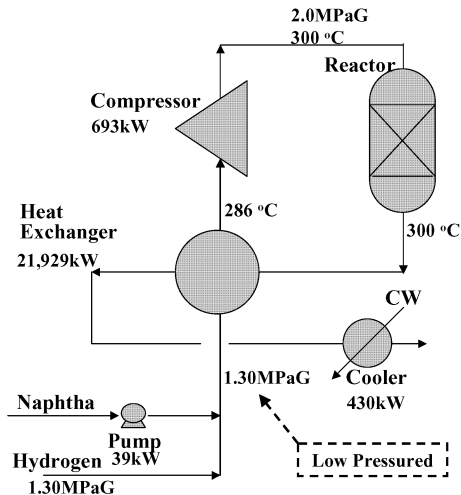 2.0MPaG
300 °C
Reactor
Compressor
693kW
286 °C
Heat
Exchanger
300 °C
21,929kW
CW
1.30MPaG
Cooler
430kW
Naphtha
Pump
39kW
Hydrogen
1.30MPaG
Low Pressured